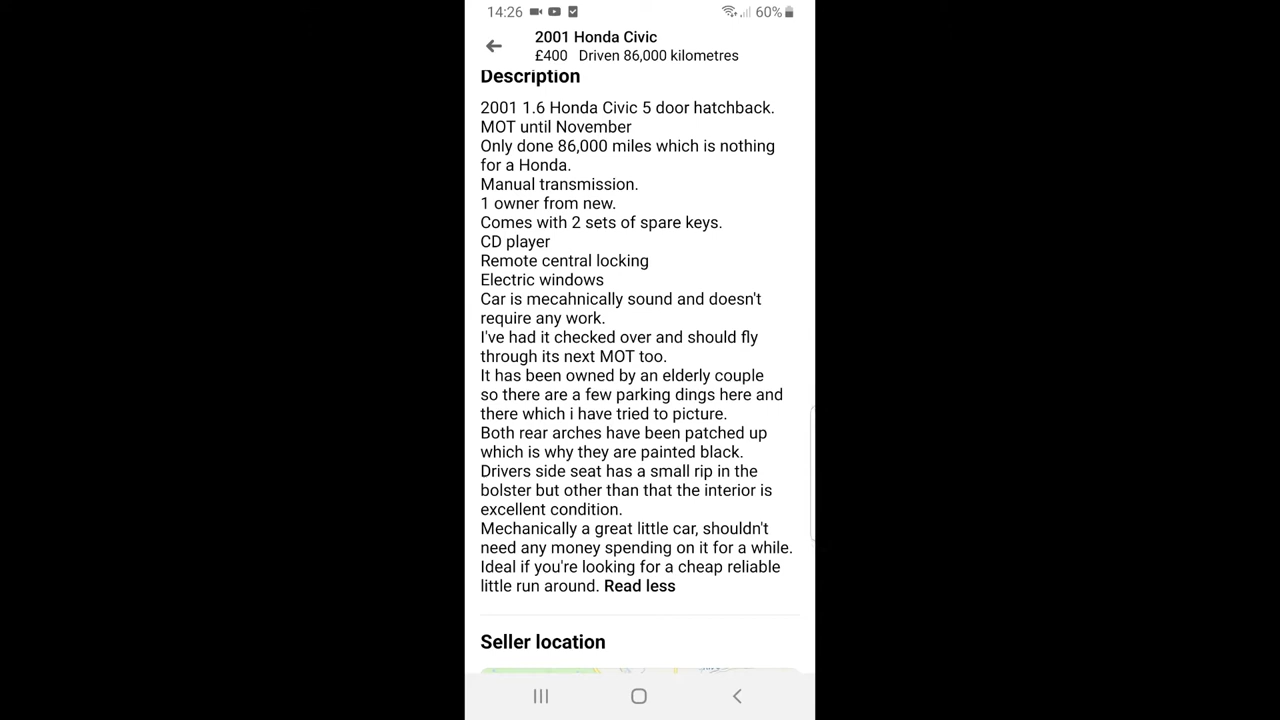 14:26
60%
2001 Honda Civic
£400 Driven 86,000 kilometres
Description
2001 1.6 Honda Civic 5 door hatchback.
MOT until November
Only done 86,000 miles which is nothing
for a Honda.
Manual transmission.
1 owner from new.
Comes with 2 sets of spare keys.
CD player
Remote central locking
Electric windows
Car is mecahnically sound and doesn't
require any work.
I've had it checked over and should fly
through its next MOT too.
It has been owned by an elderly couple
so there are a few parking dings here and
there which i have tried to picture.
Both rear arches have been patched up
which is why they are painted black.
Drivers side seat has a small rip in the
bolster but other than that the interior is
excellent condition.
Mechanically a great little car, shouldn't
need any money spending on it for a while.
Ideal if you're looking for a cheap reliable
little run around. Read less
Seller location